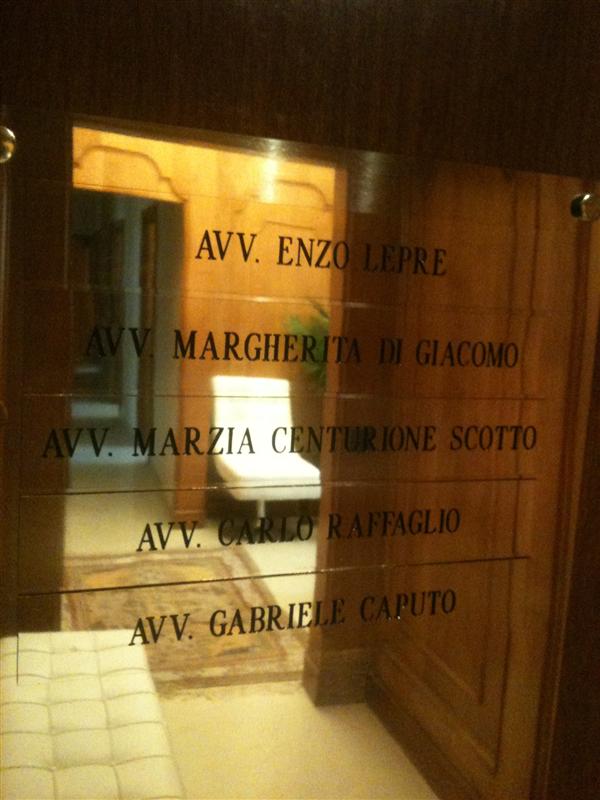 AVV. ENZO LEPRE
AVV. MARGHERITA DI GIACOMO
AVV. MARZIA CENTURIONE SCOTTO
AVV. CARLO RAFFAGLIO
AVV. GABRIELE CAPUTO